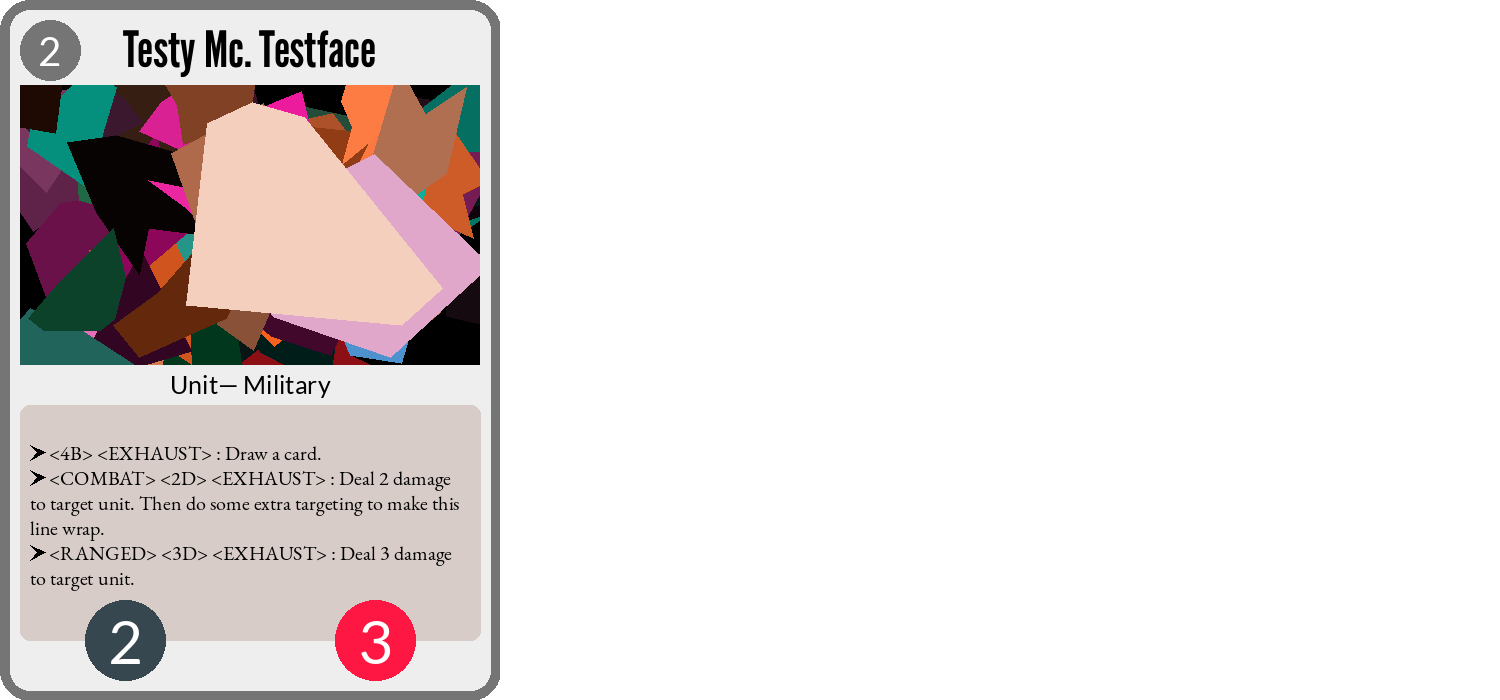 2
Testy Mc. Testface
Unit— Military
➤<4B> <EXHAUST> : Draw a card.
➤<COMBAT> <2D> <EXHAUST> : Deal 2 damage
to target unit. Then do some extra targeting to make this
line wrap.
➤<RANGED> <3D> <EXHAUST> : Deal 3 damage
to target unit.
2
3